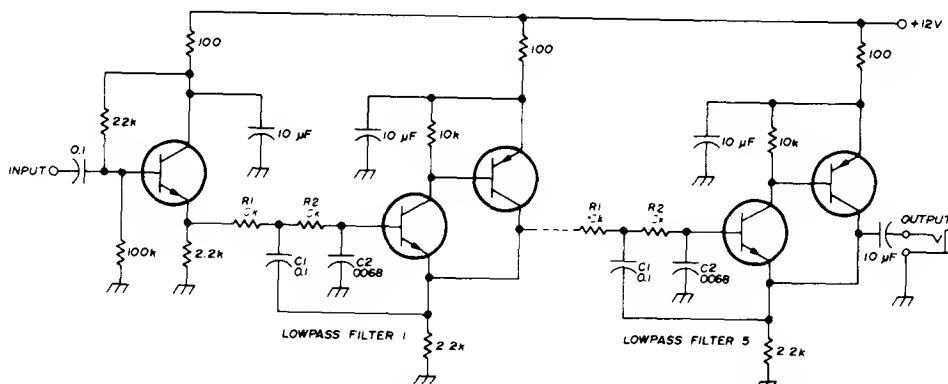 +12V
100
100
100
22k
10 µF
10 µF
10k
10 µF
10k
0.1
INPUT
100k
2.2k
R1
R2
C1
0.1
C2
.0068
LOWPASS FILTER 1
2.2k
R1
R2
C1
0.1
C2
.0068
LOWPASS FILTER 5
2.2k
OUTPUT
10 µF